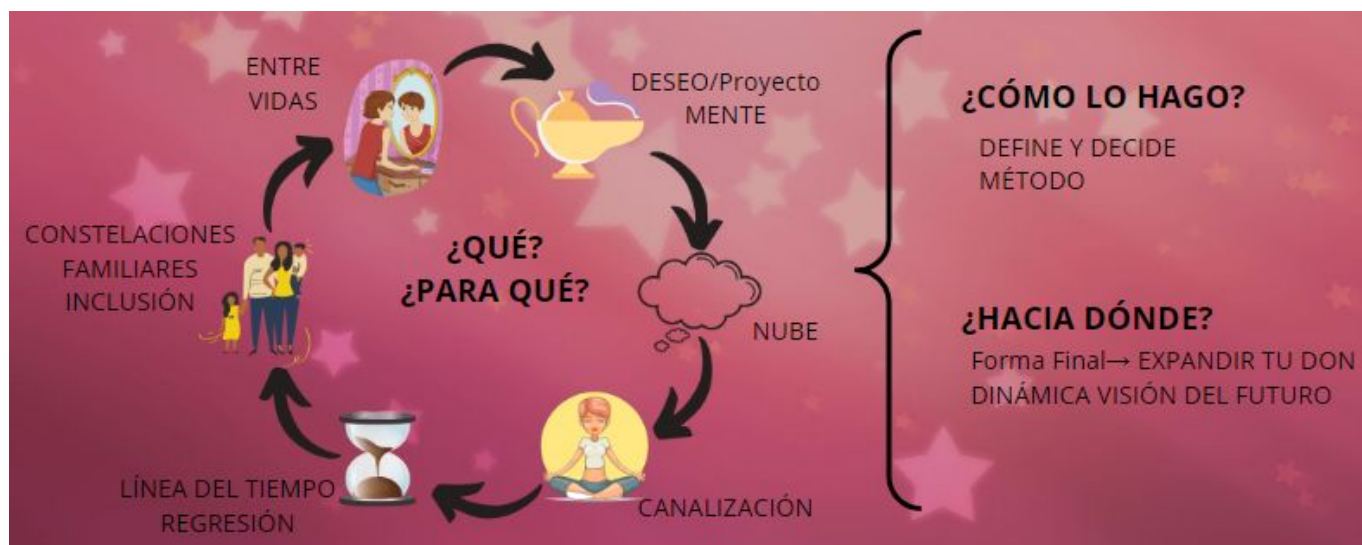 ENTRE
VIDAS
DESEO/Proyecto
MENTE
NUBE
CANALIZACIÓN
LÍNEA DEL TIEMPO
REGRESIÓN
CONSTELACIONES
FAMILIARES
INCLUSIÓN
¿QUÉ?
¿PARA QUÉ?
¿CÓMO LO HAGO?
DEFINE Y DECIDE
MÉTODO
¿HACIA DÓNDE?
Forma Final→ EXPANDIR TU DON
DINÁMICA VISIÓN DEL FUTURO